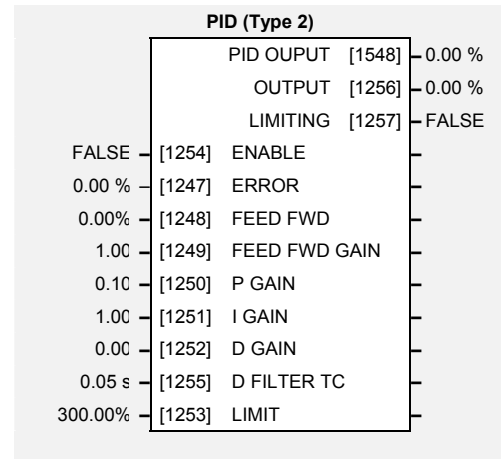 PID (Type 2)
PID OUPUT [1548] 0.00 %
OUTPUT [1256] 0.00 %
LIMITING [1257] FALSE
FALSE [1254] ENABLE
0.00 % [1247] ERROR
0.00% [1248] FEED FWD
1.00 [1249] FEED FWD GAIN
0.10 [1250] P GAIN
1.00 [1251] I GAIN
0.00 [1252] D GAIN
0.05 s [1255] D FILTER TC
300.00% [1253] LIMIT